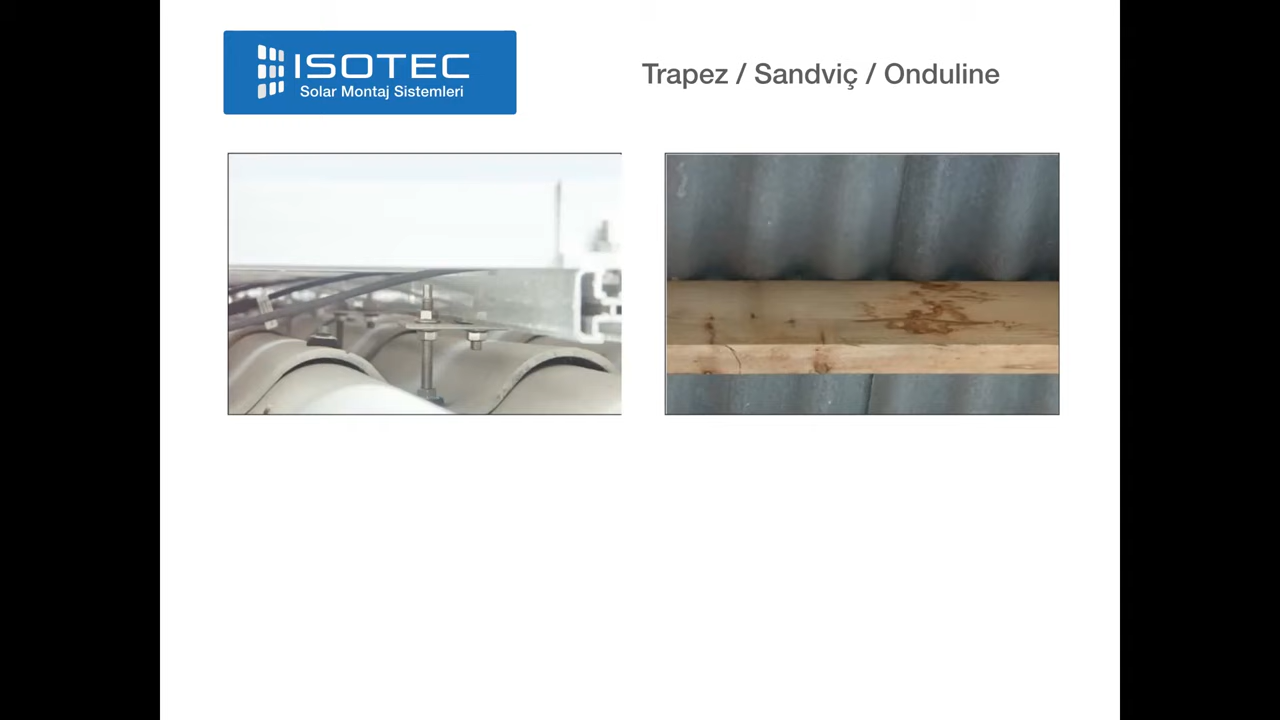 ISOTEC
Solar Montaj Sistemleri
Trapez / Sandviç / Onduline